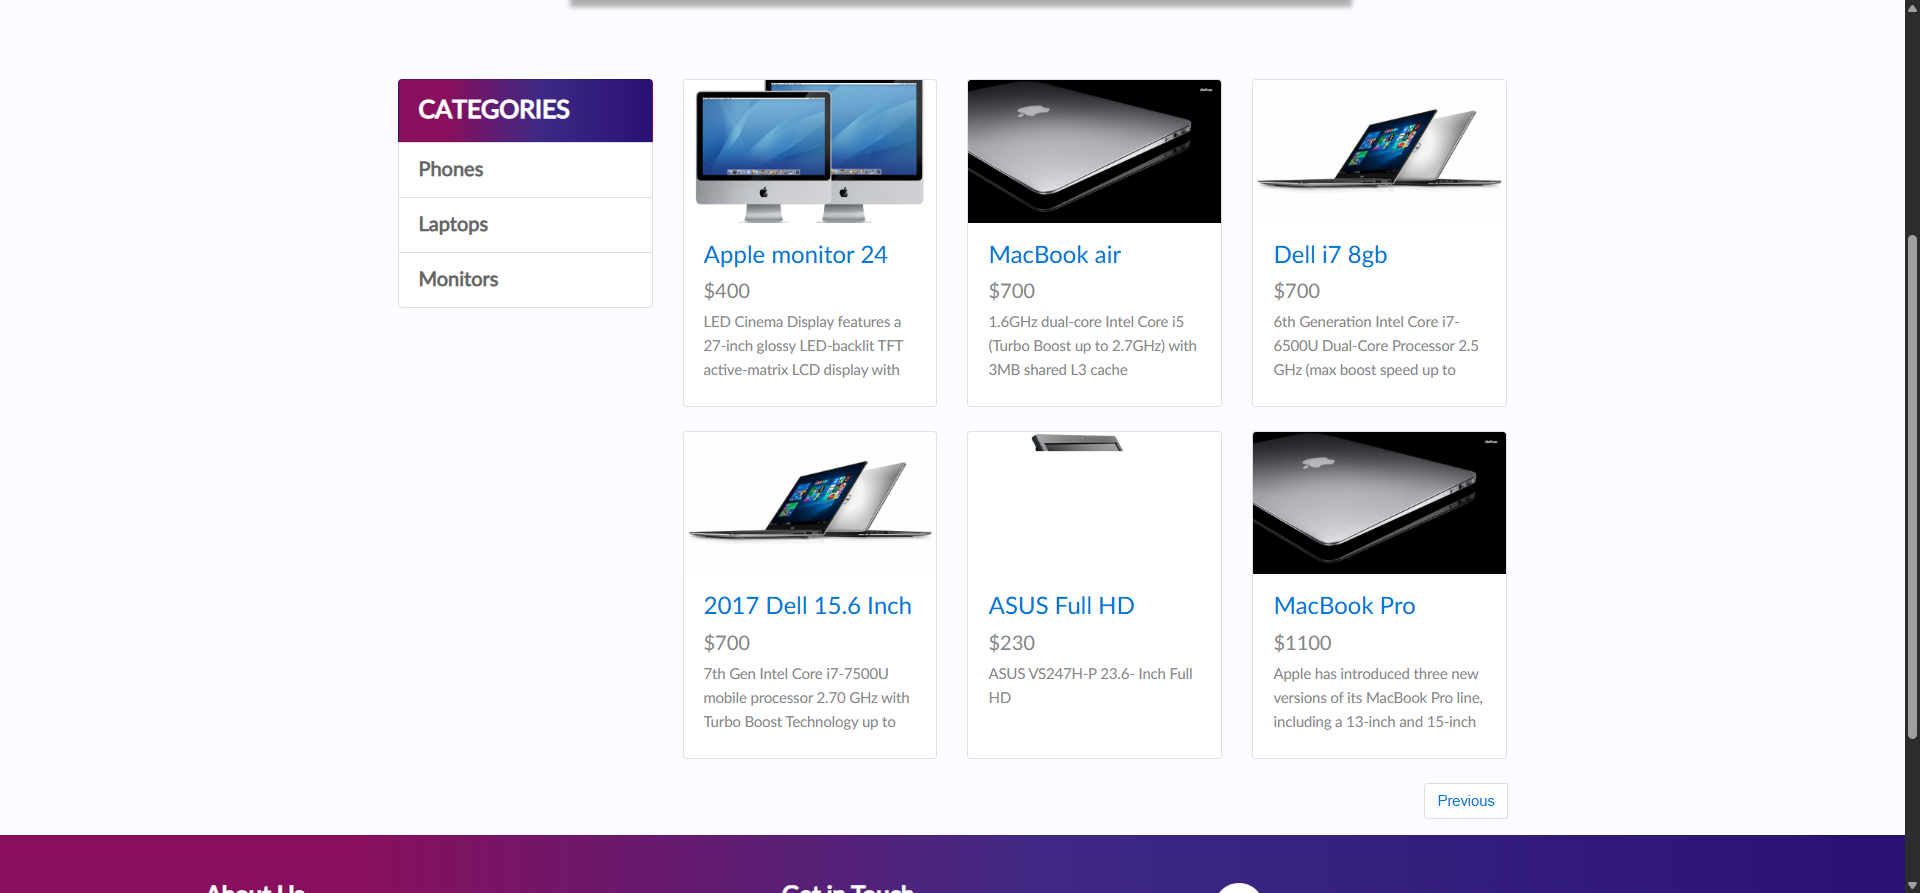 CATEGORIES
Phones
Laptops
Monitors
Apple monitor 24
$400
LED Cinema Display features a
27-inch glossy LED-backlit TFT
active-matrix LCD display with
MacBook air
$700
1.6GHz dual-core Intel Core i5
(Turbo Boost up to 2.7GHz) with
3MB shared L3 cache
Dell i7 8gb
$700
6th Generation Intel Core i7-
6500U Dual-Core Processor 2.5
GHz (max boost speed up to
2017 Dell 15.6 Inch
$700
7th Gen Intel Core i7-7500U
mobile processor 2.70 GHz with
Turbo Boost Technology up to
ASUS Full HD
$230
ASUS VS247H-P 23.6- Inch Full
HD
MacBook Pro
$1100
Apple has introduced three new
versions of its MacBook Pro line,
including a 13-inch and 15-inch
Previous
About Us
Get in Touch